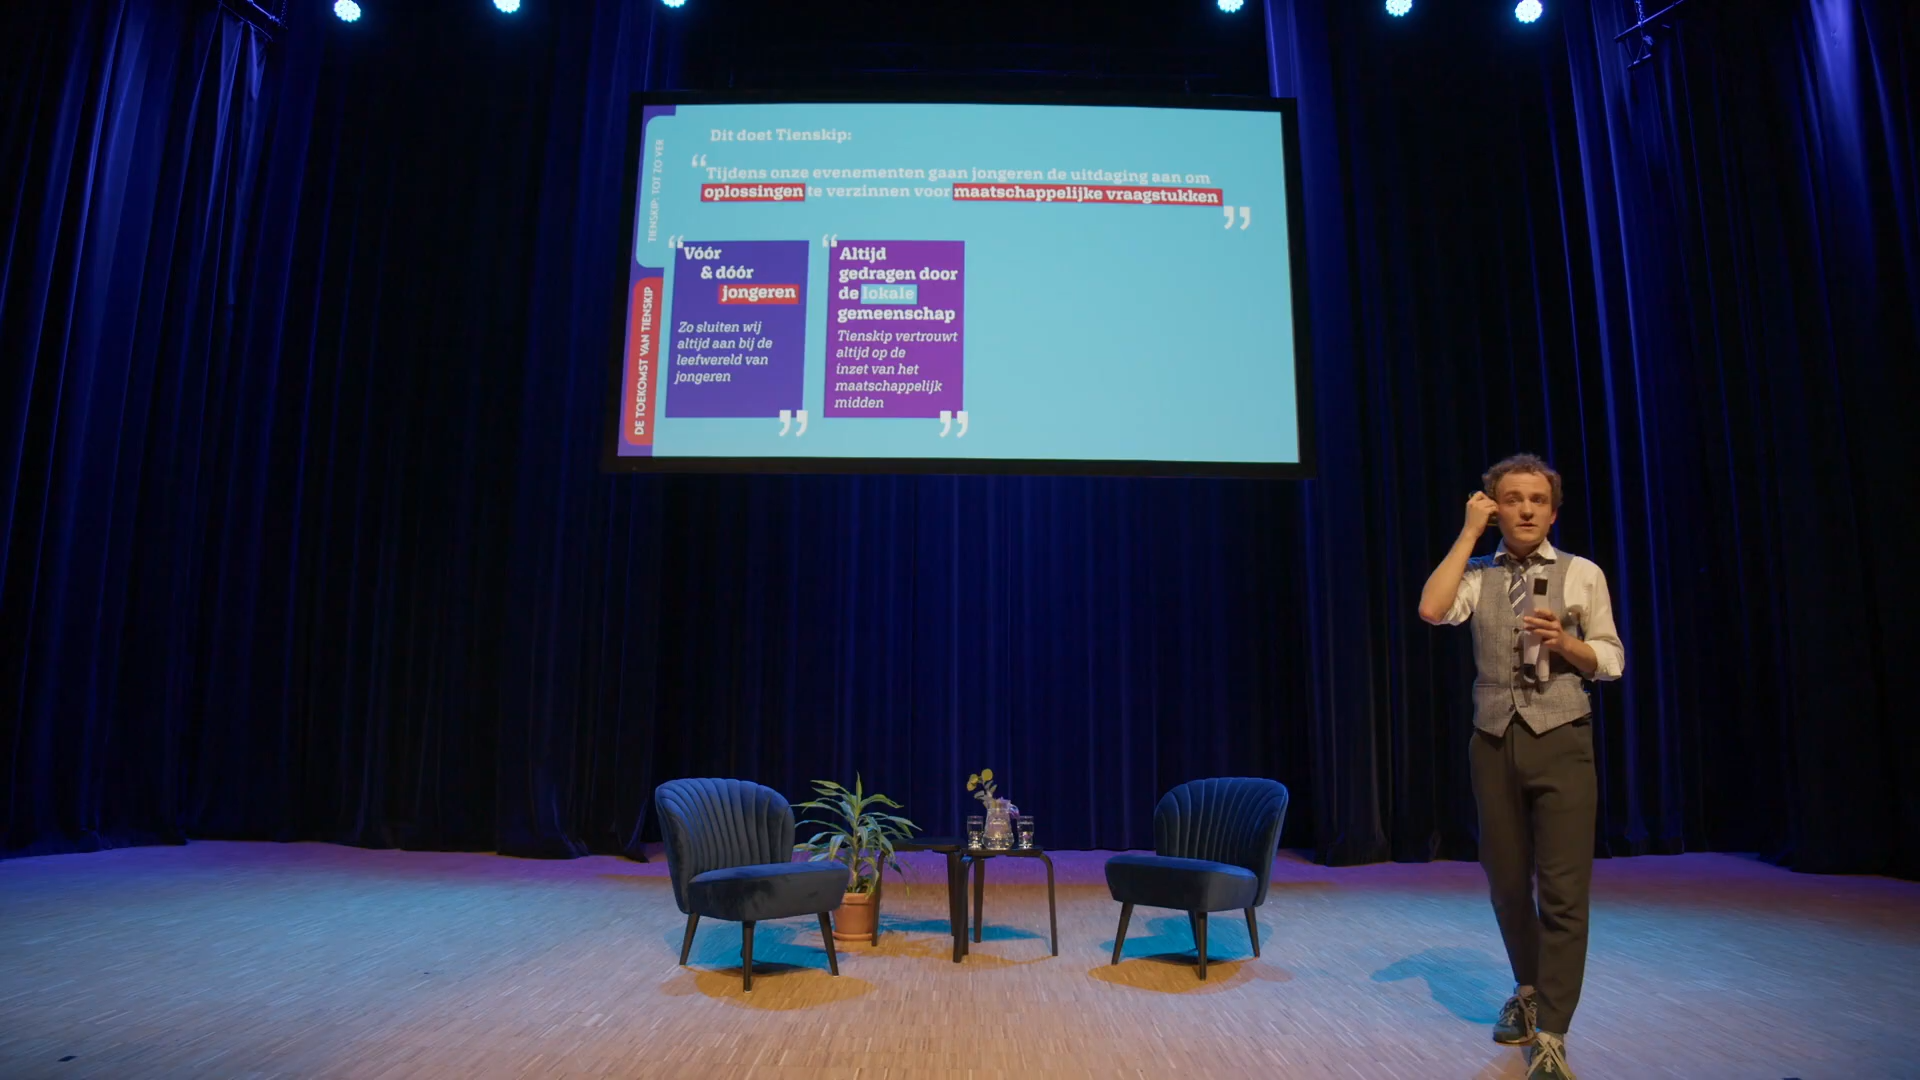 Dit doet Tienskip:
“Tijdens onze evenementen gaan jongeren de uitdaging aan om
oplossingen te verzinnen voor maatschappelijke vraagstukken”
“Vóór
& dóór
jongeren
Zo sluiten wij
altijd aan bij de
leefwereld van
jongeren”
“Altijd
gedragen door
de lokale
gemeenschap
Tienskip vertrouwt
altijd op de
inzet van het
maatschappelijk
midden”
TIENSKIP: TOT ZO VER
DE TOEKOMST VAN TIENSKIP